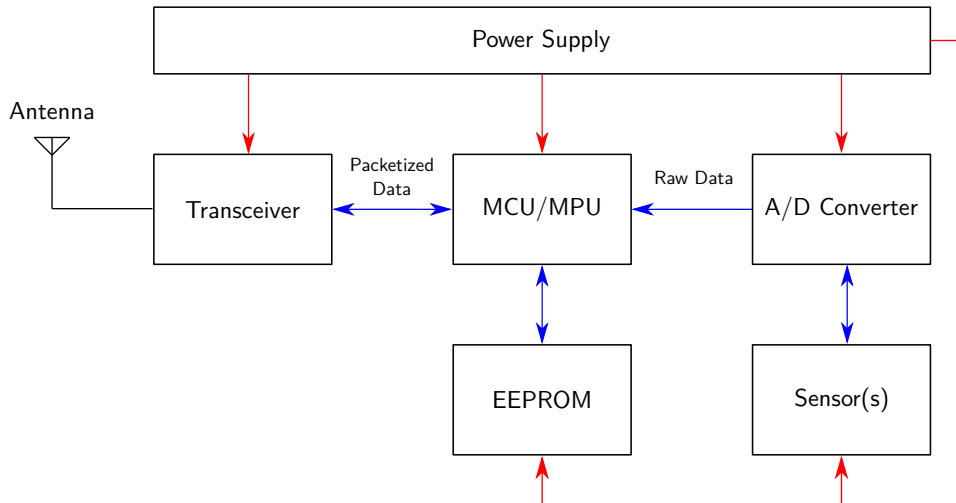 Power Supply
Antenna
Transceiver
Packetized
Data
MCU/MPU
Raw Data
A/D Converter
EEPROM
Sensor(s)